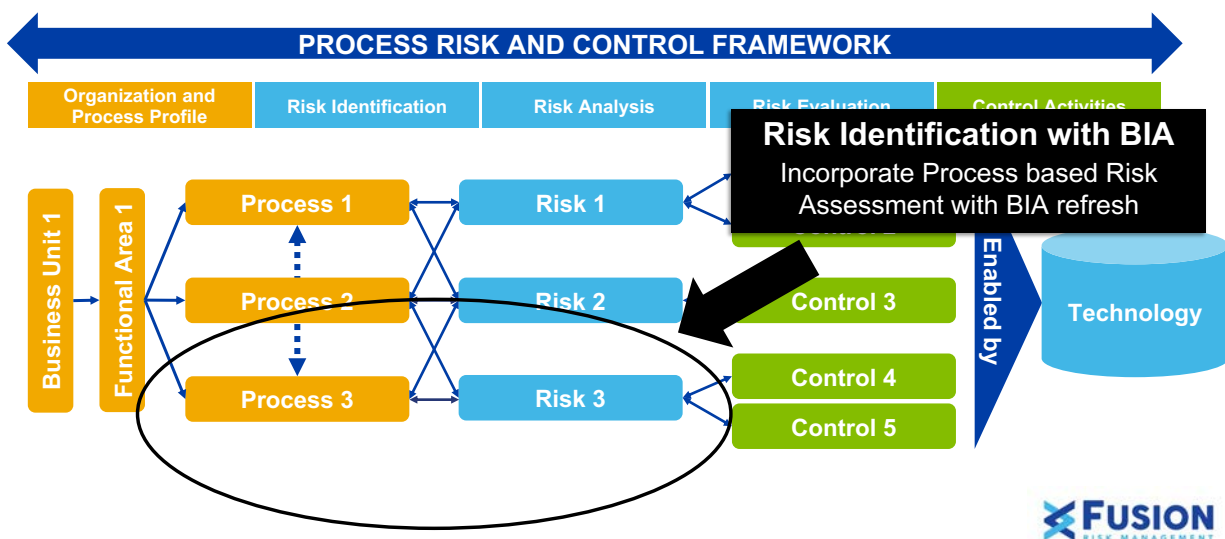 PROCESS RISK AND CONTROL FRAMEWORK
Organization and
Process Profile
Risk Identification
Risk Analysis
Risk Evaluation
Control Activities
Risk Identification with BIA
Incorporate Process based Risk
Assessment with BIA refresh
Business Unit 1
Functional Area 1
Process 1
Risk 1
Process 2
Risk 2
Control 3
Process 3
Risk 3
Control 4
Control 5
Enabled by
Technology
FUSION
RISK MANAGEMENT